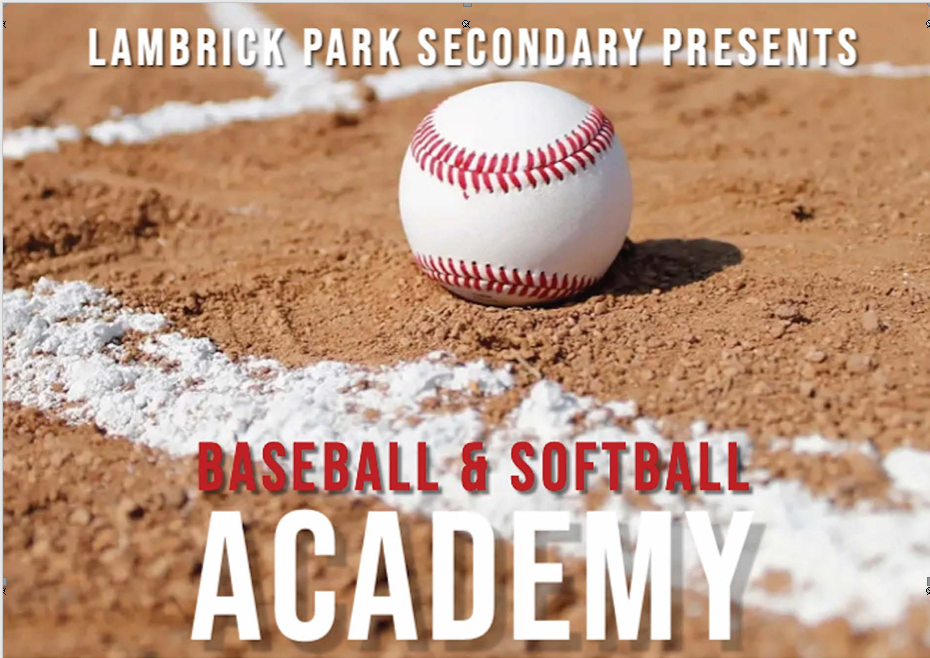 LAMBRICK PARK SECONDARY PRESENTS
BASEBALL & SOFTBALL
ACADEMY